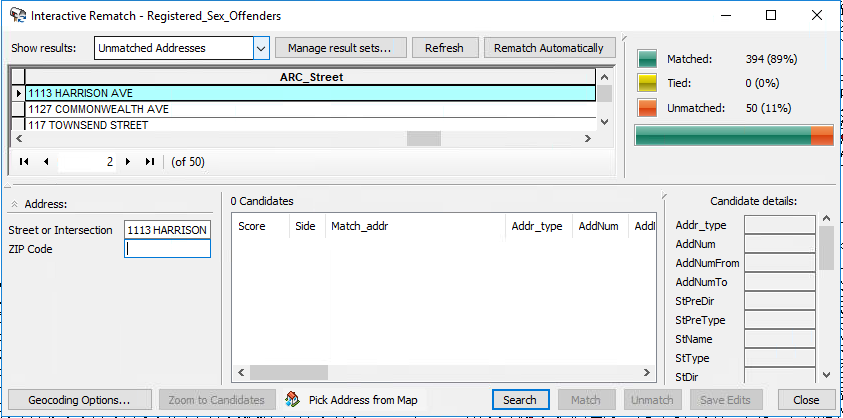 Interactive Rematch - Registered_Sex_Offenders
Show results: Unmatched Addresses Manage result sets... Refresh Rematch Automatically
ARC_Street
1113 HARRISON AVE
1127 COMMONWEALTH AVE
117 TOWNSEND STREET
2 (of 50)
Matched: 394 (89%)
Tied: 0 (0%)
Unmatched: 50 (11%)
Address:
Street or Intersection 1113 HARRISON
ZIP Code
0 Candidates
Score Side Match_addr Addr_type AddNum
Candidate details:
Addr_type
AddNum
AddNumFrom
AddNumTo
StPreDir
StPreType
StName
StType
StDir
Geocoding Options... Zoom to Candidates Pick Address from Map Search Match Unmatch Save Edits Close